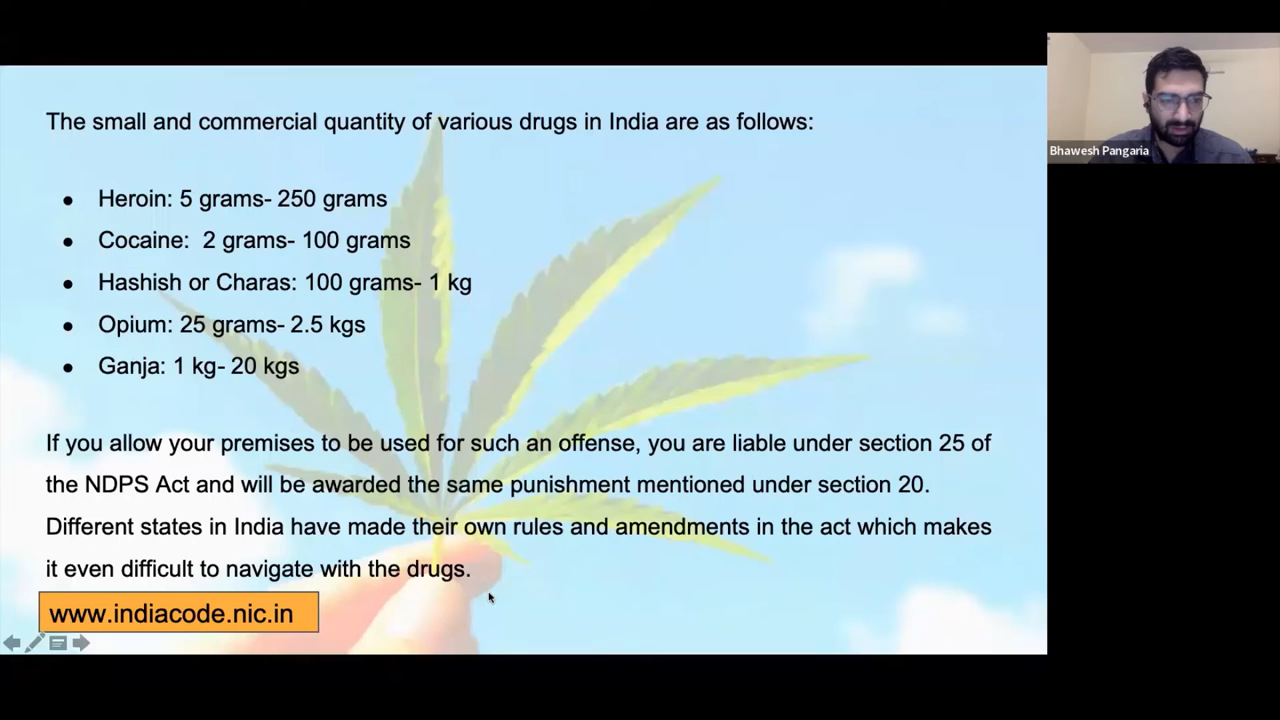 The small and commercial quantity of various drugs in India are as follows:
● Heroin: 5 grams- 250 grams
● Cocaine:  2 grams- 100 grams
● Hashish or Charas: 100 grams- 1 kg
● Opium: 25 grams- 2.5 kgs
● Ganja: 1 kg- 20 kgs
If you allow your premises to be used for such an offense, you are liable under section 25 of
the NDPS Act and will be awarded the same punishment mentioned under section 20.
Different states in India have made their own rules and amendments in the act which makes
it even difficult to navigate with the drugs.
www.indiacode.nic.in
Bhawesh Pangaria